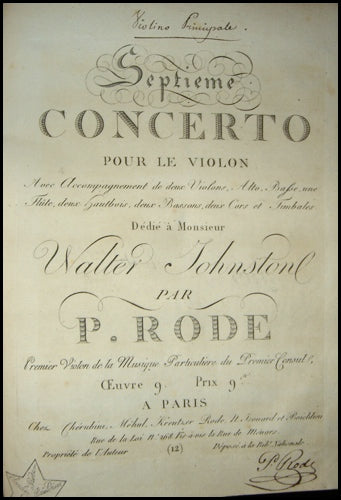 Violino Principale.
Septieme
CONCERTO
POUR LE VIOLON
Avec Accompagnement de deux Violons, Alto, Basse, une
Flûte, deux Hautbois, deux Bassons, deux Cors et Timbales
Dédié à Monsieur
Walter Johnston
PAR
P. RODE
Premier Violon de la Musique Particulière du Premier Consul,
Œuvre 9. Prix 9
A PARIS
Chez Chérubini, Méhul, Kreutzer Rode, N. Isouard et Boieldieu
Rue de la Loi N° 268 Vis-à-vis la Rue de Menars.
Propriété de l'Auteur (12) Déposé à la Bib. Nationale
P. Rode